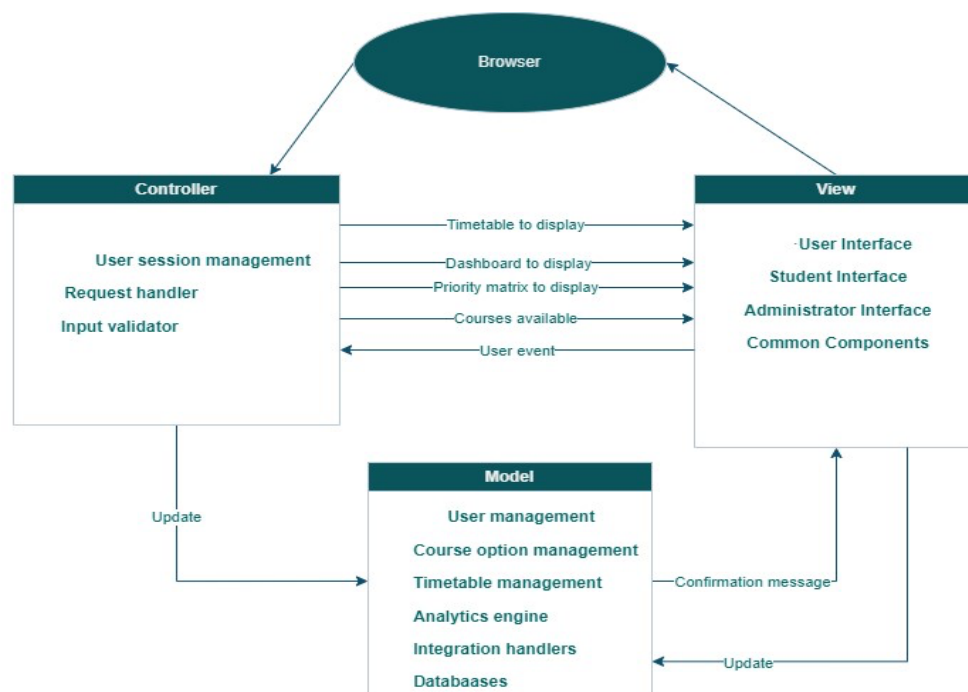 Browser
Controller
User session management
Request handler
Input validator
Timetable to display
Dashboard to display
Priority matrix to display
Courses available
User event
View
User Interface
Student Interface
Administrator Interface
Common Components
Update
Model
User management
Course option management
Timetable management
Analytics engine
Integration handlers
Databaases
Confirmation message
Update